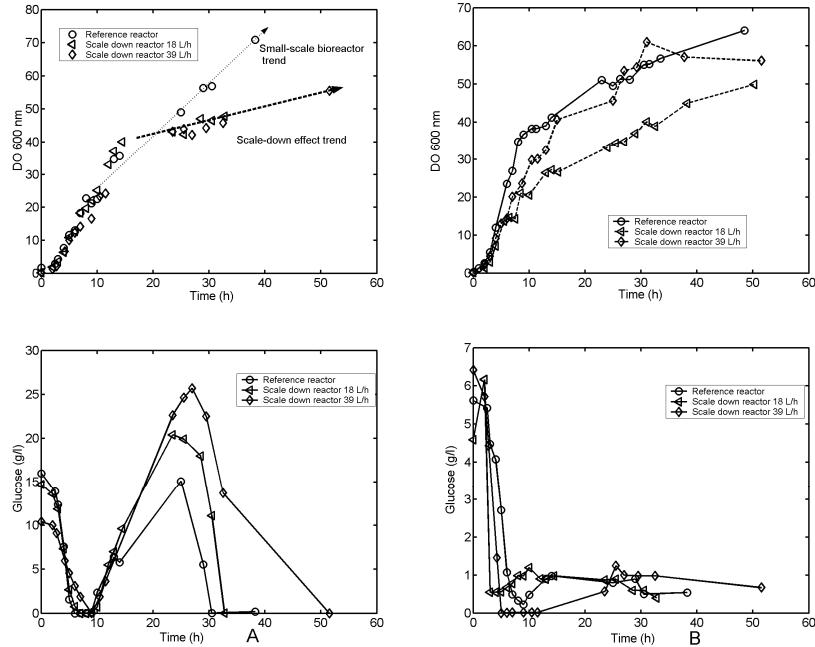 80
70
60
50
40
30
20
10
0
DO 600 nm
Reference reactor
Scale down reactor 18 L/h
Scale down reactor 39 L/h
Small-scale bioreactor
trend
Scale-down effect trend
0
10
20
30
40
50
60
Time (h)
70
60
50
40
30
20
10
0
DO 600 nm
Reference reactor
Scale down reactor 18 L/h
Scale down reactor 39 L/h
0
10
20
30
40
50
60
Time (h)
30
25
20
15
10
5
0
Glucose (g/l)
Reference reactor
Scale down reactor 18 L/h
Scale down reactor 39 L/h
0
10
20
30
40
50
60
Time (h)
A
7
6
5
4
3
2
1
0
Glucose (g/l)
Reference reactor
Scale down reactor 18 L/h
Scale down reactor 39 L/h
0
10
20
30
40
50
60
Time (h)
B